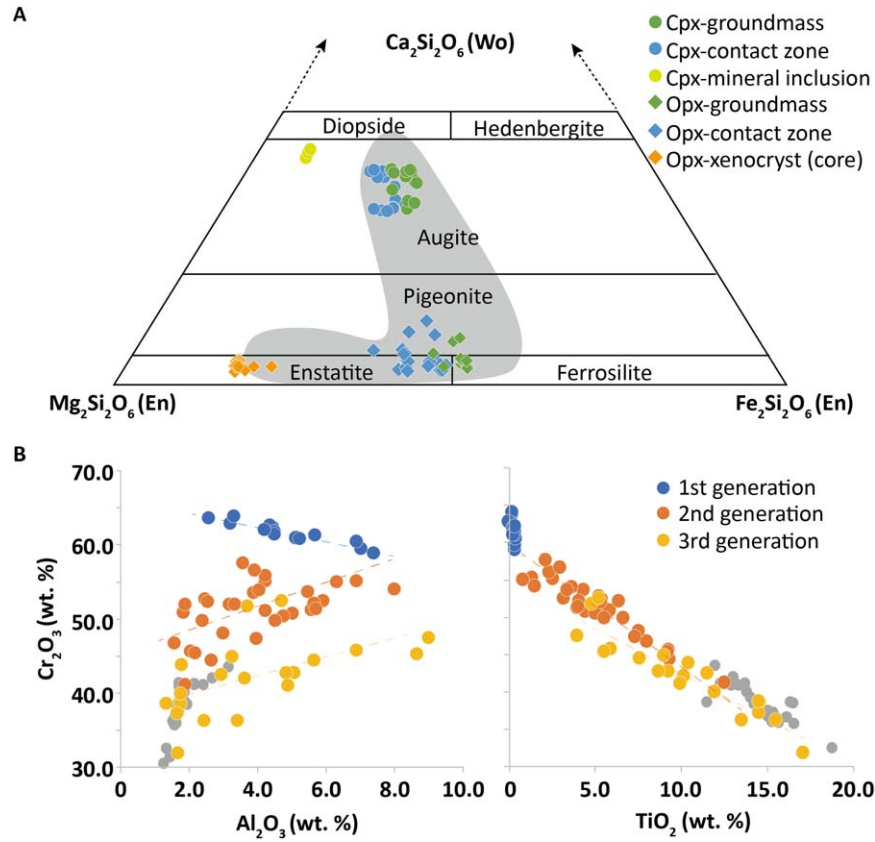 A
Ca₂Si₂O₆ (Wo)
Cpx-groundmass
Cpx-contact zone
Cpx-mineral inclusion
Opx-groundmass
Opx-contact zone
Opx-xenocryst (core)
Diopside
Hedenbergite
Augite
Pigeonite
Enstatite
Ferrosilite
Mg₂Si₂O₆ (En)
Fe₂Si₂O₆ (En)
B
70.0
60.0
50.0
40.0
30.0
Cr₂O₃ (wt. %)
0 2.0 4.0 6.0 8.0 10.0
Al₂O₃ (wt. %)
1st generation
2nd generation
3rd generation
0 5.0 10.0 15.0 20.0
TiO₂ (wt. %)